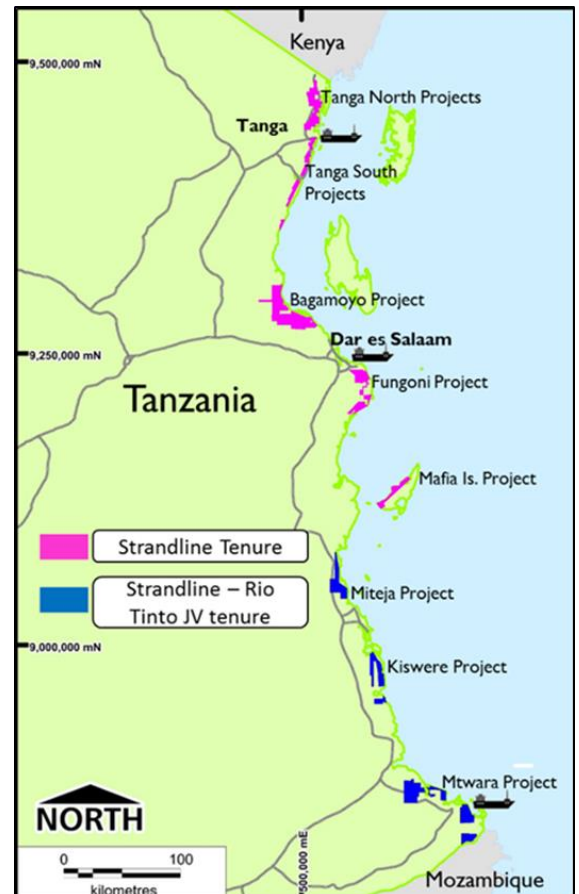 Kenya
9,500,000 mN
Tanga North Projects
Tanga
Tanga South
Projects
Bagamoyo Project
Dar es Salaam
9,250,000 mN
Fungoni Project
Tanzania
Mafia Is. Project
Strandline Tenure
Strandline – Rio
Tinto JV tenure
Miteja Project
9,000,000 mN
Kiswere Project
Mtwara Project
NORTH
0 100
kilometres
500,000 mE
Mozambique